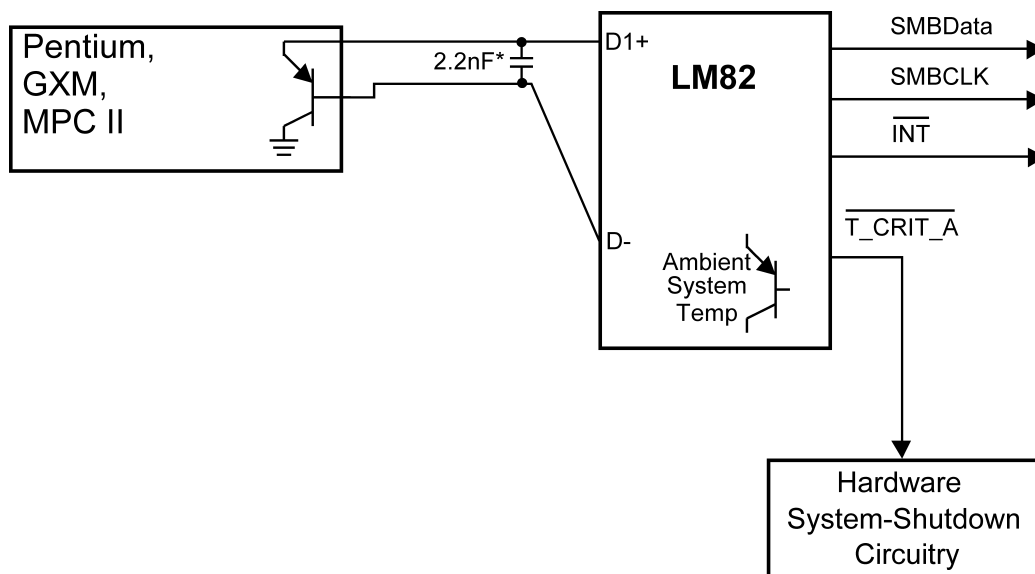 Pentium,
GXM,
MPC II
2.2nF*
D1+
D-
LM82
Ambient
System
Temp
SMBData
SMBCLK
INT
T_CRIT_A
Hardware
System-Shutdown
Circuitry